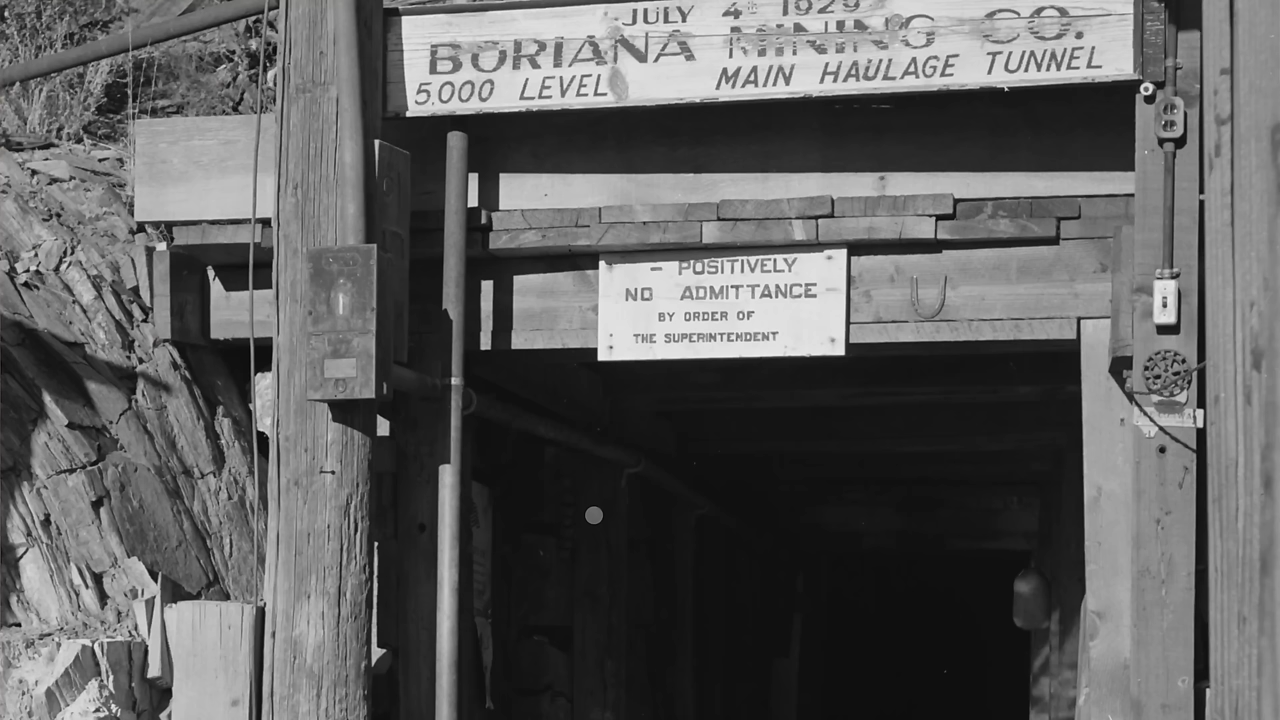 JULY 4th 1929
BORIANA MINING CO.
5.000 LEVEL MAIN HAULAGE TUNNEL
- POSITIVELY -
NO ADMITTANCE
BY ORDER OF
THE SUPERINTENDENT